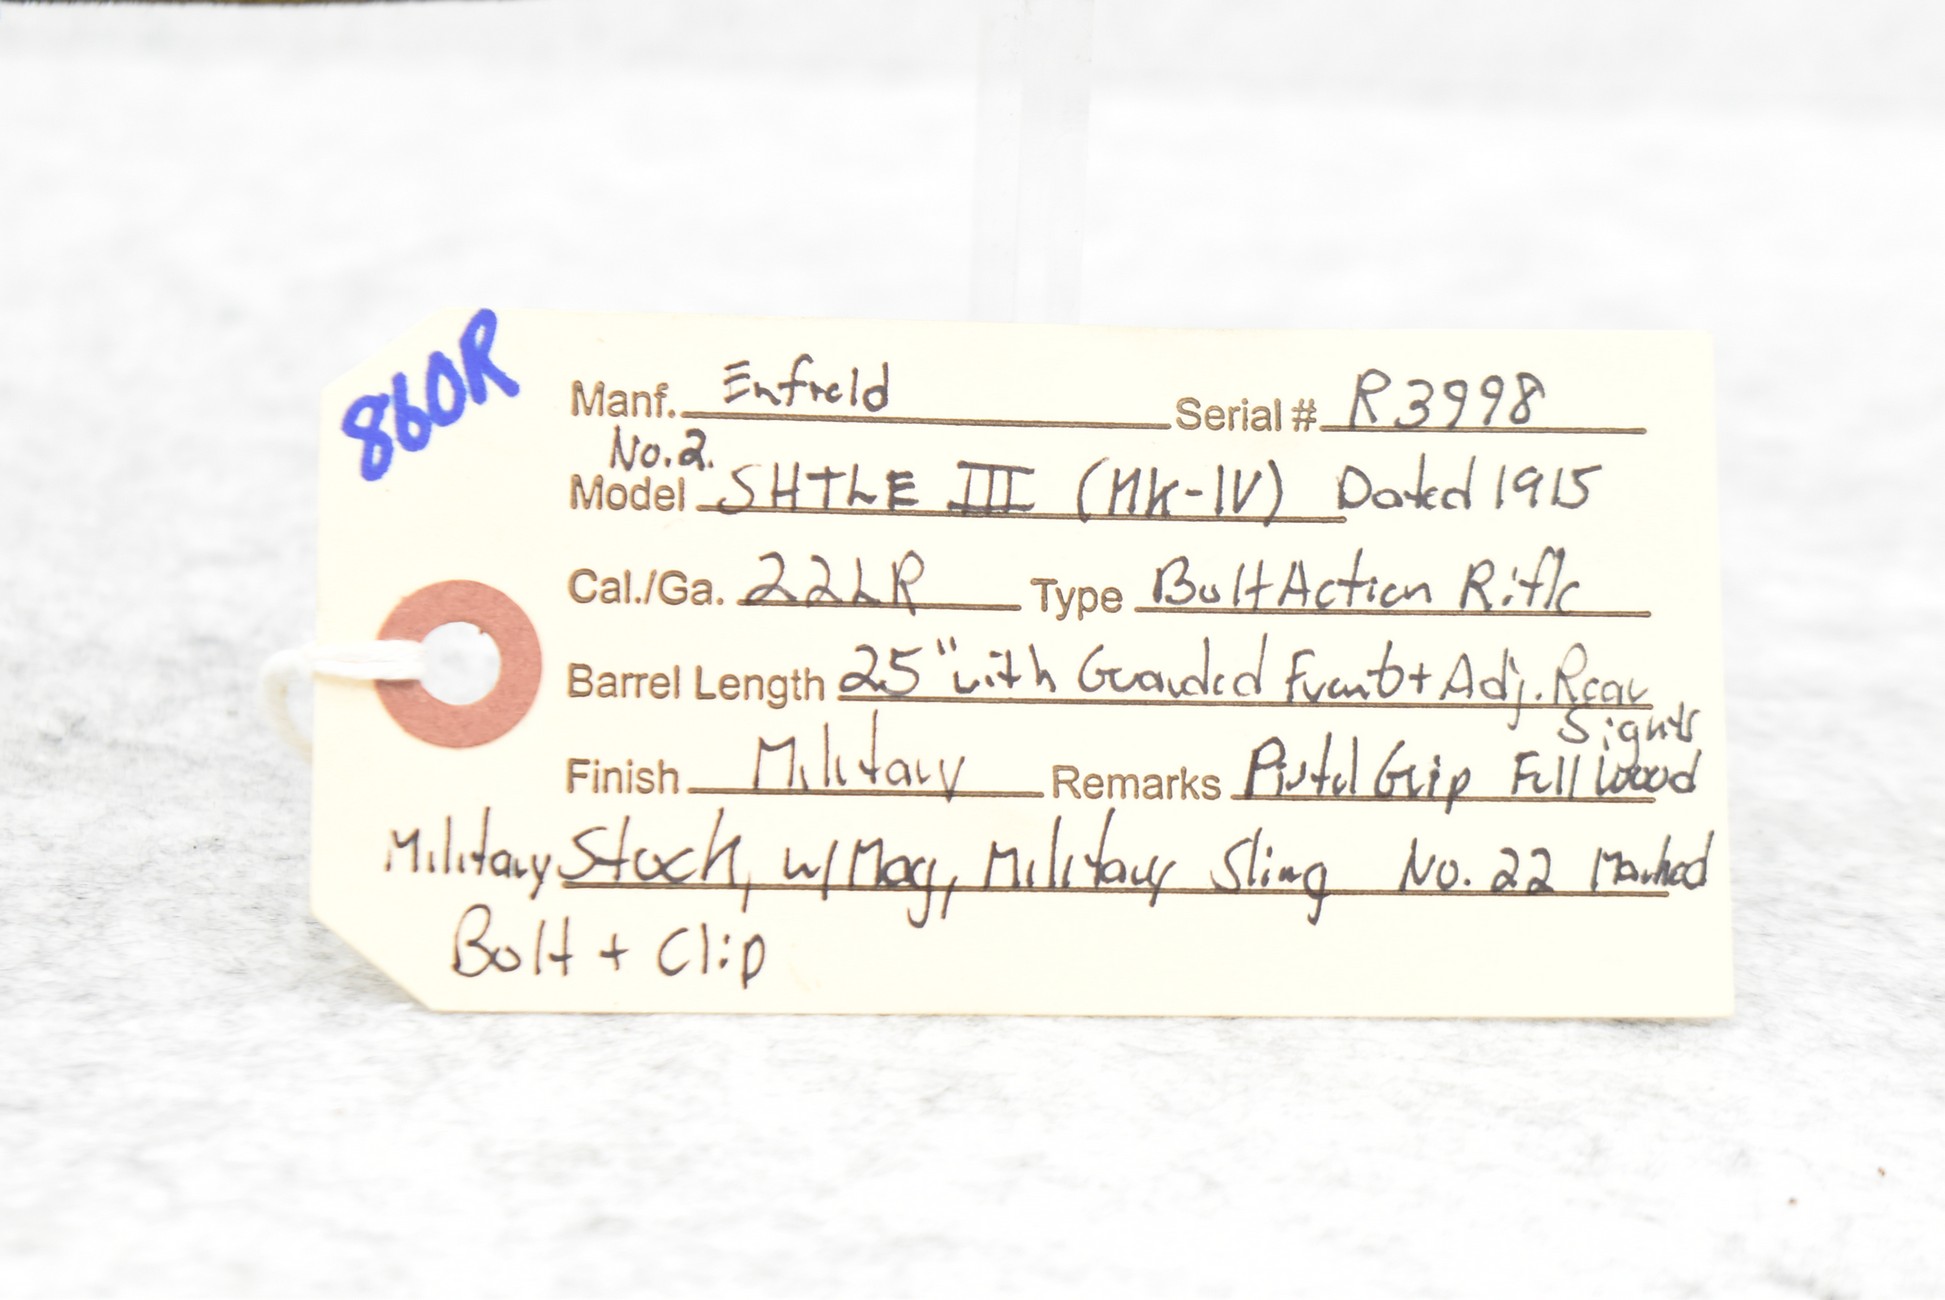 860R
Manf. Enfield Serial # R3998
No. 2.
Model SHTLE III (MK-IV) Dated 1915
Cal./Ga. 22LR Type Bolt Action Rifle
Barrel Length 25" with Guarded Front + Adj. Rear
Sights
Finish Military Remarks Pistol Grip Full Wood
Military Stock, w/ Mag, Military Sling No. 22 Marked
Bolt + Clip